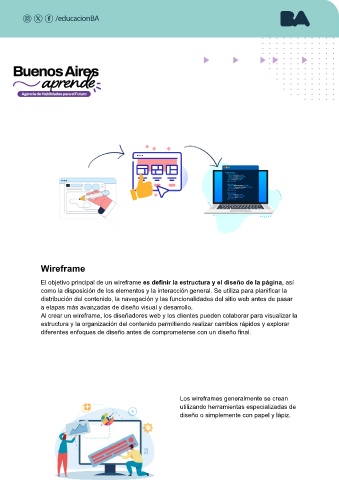 /educacionBA
BA
Buenos Aires
aprende
Agencia de Habilidades para el Futuro
Wireframe
El objetivo principal de un wireframe es definir la estructura y el diseño de la página, así
como la disposición de los elementos y la interacción general. Se utiliza para planificar la
distribución del contenido, la navegación y las funcionalidades del sitio web antes de pasar
a etapas más avanzadas de diseño visual y desarrollo.
Al crear un wireframe, los diseñadores web y los clientes pueden colaborar para visualizar la
estructura y la organización del contenido permitiendo realizar cambios rápidos y explorar
diferentes enfoques de diseño antes de comprometerse con un diseño final.
Los wireframes generalmente se crean
utilizando herramientas especializadas de
diseño o simplemente con papel y lápiz.